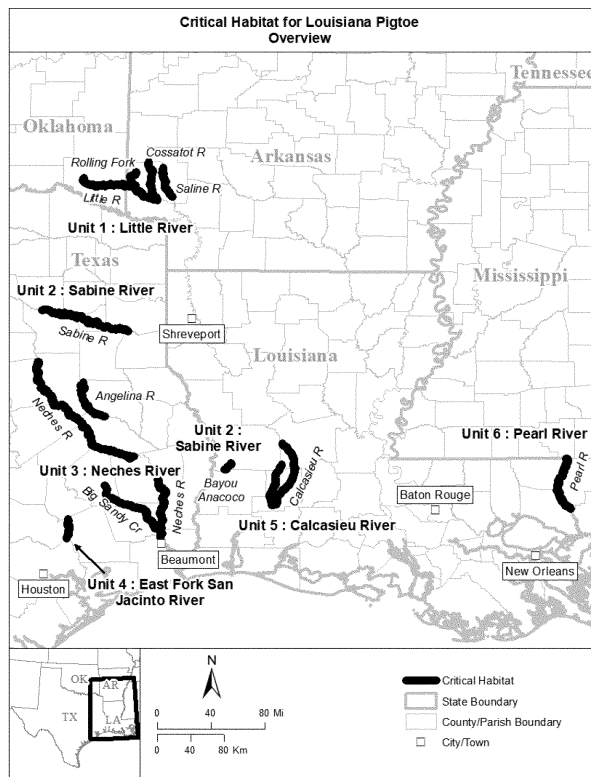 Critical Habitat for Louisiana Pigtoe
Overview
Tennessee
Oklahoma
Cossatot R
Rolling Fork
Arkansas
Saline R
Little R
Unit 1 : Little River
Texas
Mississippi
Unit 2 : Sabine River
Sabine R
Shreveport
Louisiana
Angelina R
Neches R
Unit 2 :
Sabine River
Unit 6 : Pearl River
Unit 3 : Neches River
Bayou
Anacoco
Calcasieu R
Pearl R
Big Sandy Cr
Neches R
Baton Rouge
Unit 5 : Calcasieu River
Beaumont
New Orleans
Houston
Unit 4 : East Fork San
Jacinto River
OK
AR
TX
LA
N
0 40 80 Mi
0 40 80 Km
Critical Habitat
State Boundary
County/Parish Boundary
City/Town